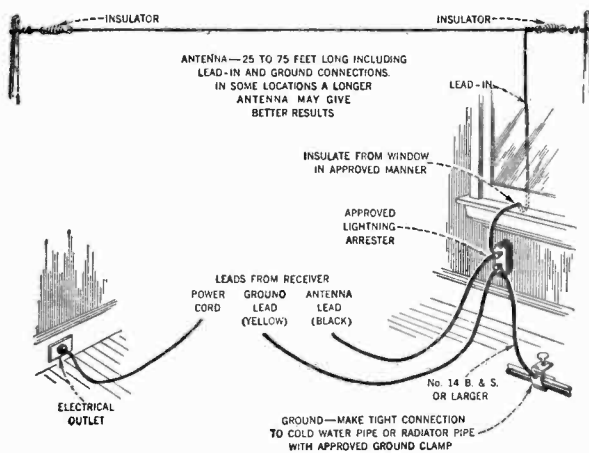 INSULATOR
INSULATOR
ANTENNA—25 TO 75 FEET LONG INCLUDING
LEAD-IN AND GROUND CONNECTIONS.
IN SOME LOCATIONS A LONGER
ANTENNA MAY GIVE
BETTER RESULTS
LEAD-IN
INSULATE FROM WINDOW
IN APPROVED MANNER
APPROVED
LIGHTNING
ARRESTER
LEADS FROM RECEIVER
POWER
CORD
GROUND
LEAD
(YELLOW)
ANTENNA
LEAD
(BLACK)
No. 14 B. & S.
OR LARGER
ELECTRICAL
OUTLET
GROUND—MAKE TIGHT CONNECTION
TO COLD WATER PIPE OR RADIATOR PIPE
WITH APPROVED GROUND CLAMP